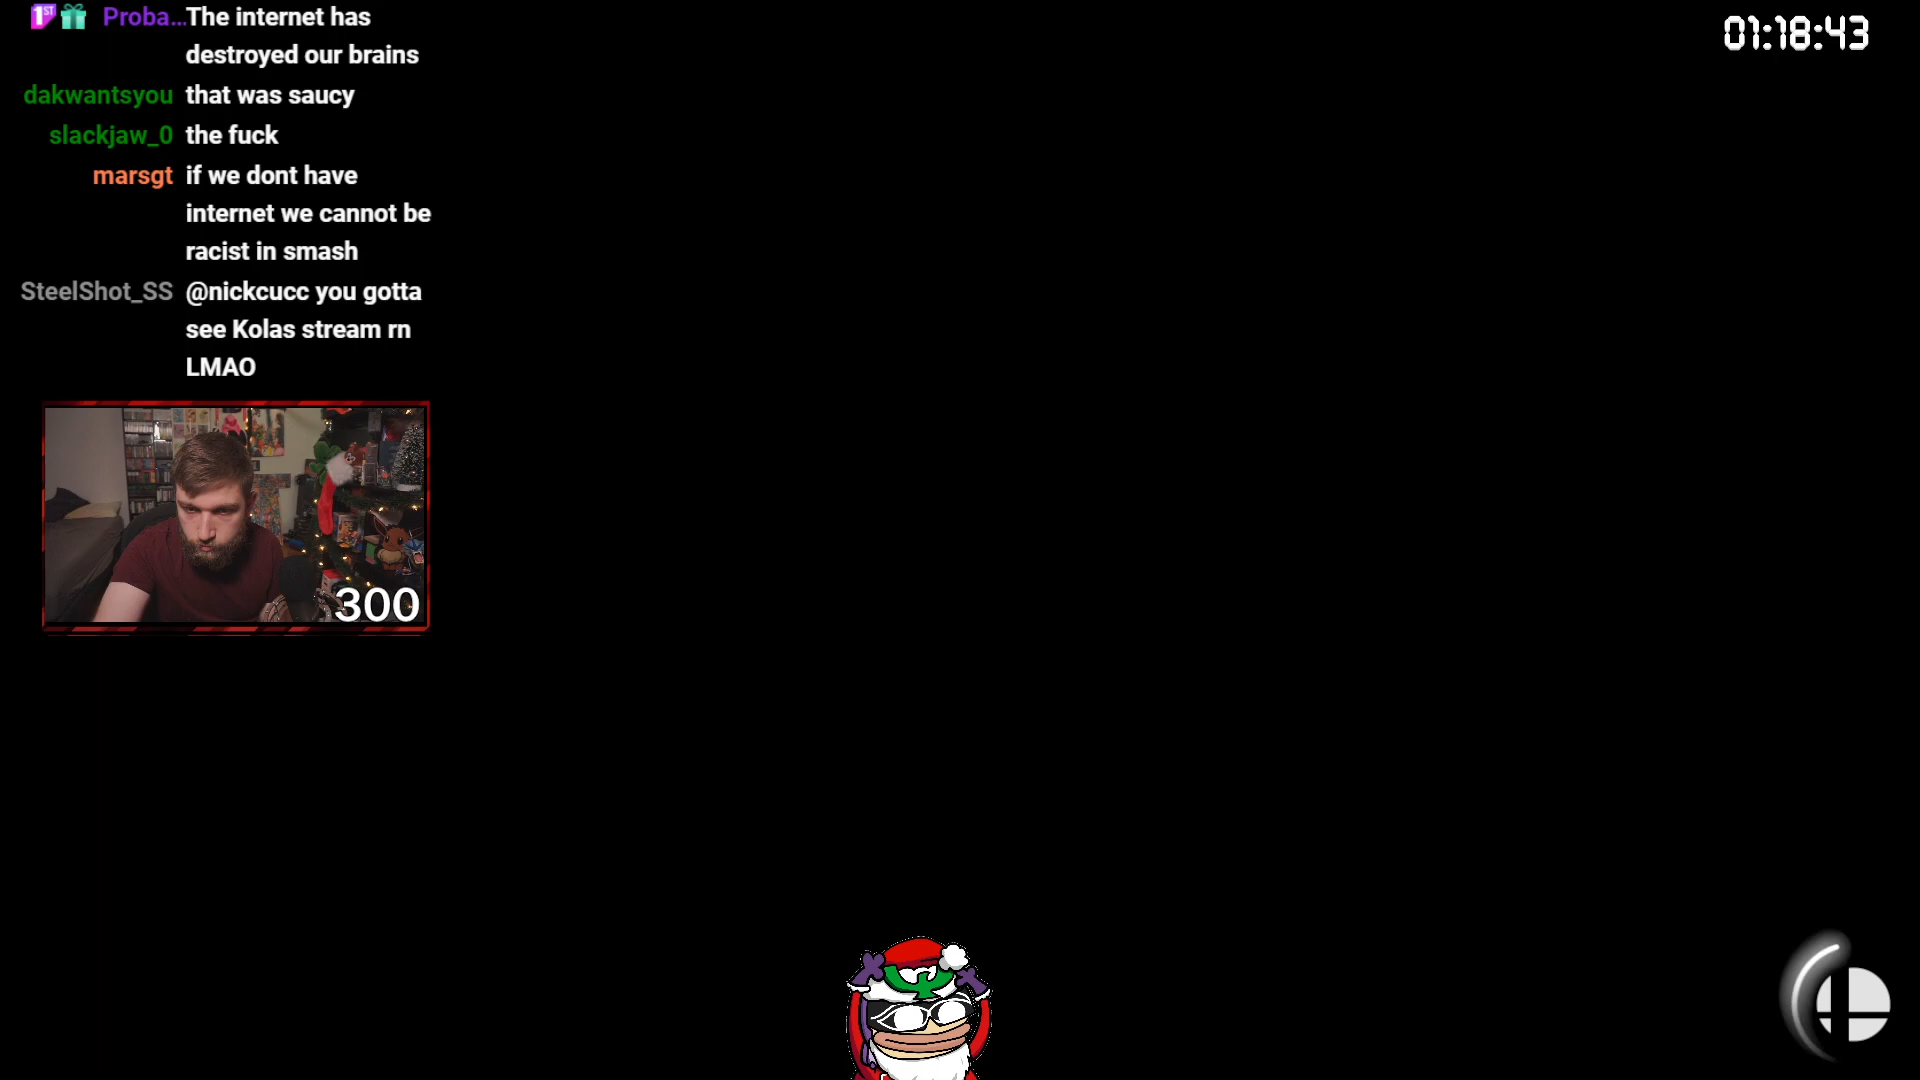 1ST Proba...The internet has
destroyed our brains
dakwantsyou that was saucy
slackjaw_0 the fuck
marsgt if we dont have
internet we cannot be
racist in smash
SteelShot_SS @nickcucc you gotta
see Kolas stream rn
LMAO
300
01:18:43